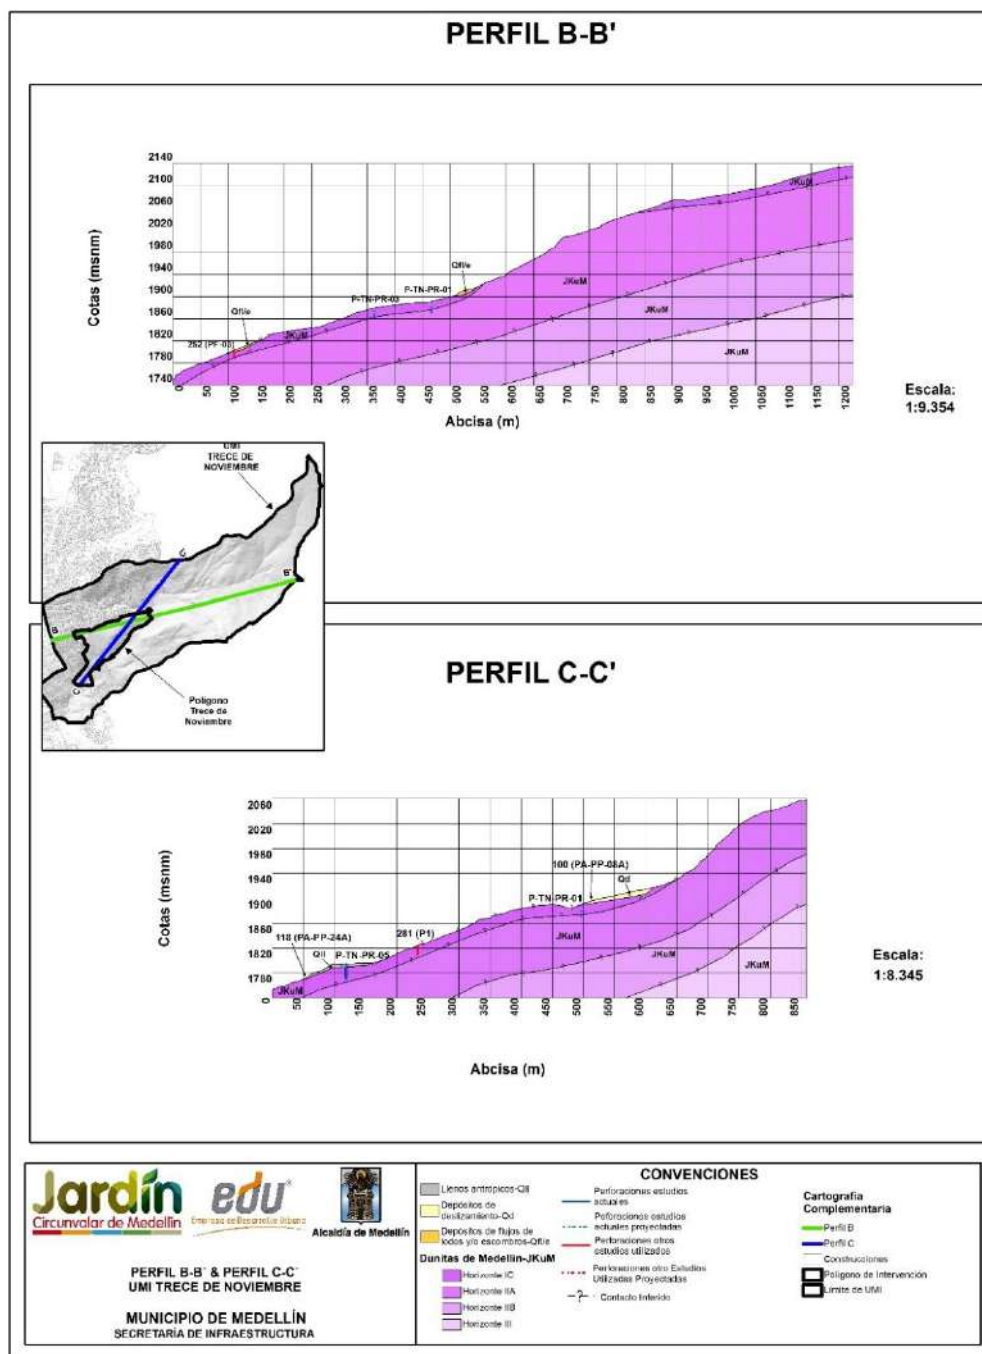 PERFIL B-B'
2140
2100
2060
2020
1980
1940
1900
1860
1820
1780
1740
Cotas (msnm)
JKuM
Qfl/e
P-TN-PR-01
P-TN-PR-03
JKuM
Qfl/e
JKuM
JKuM
252 (PF-03)
JKuM
0 50 100 150 200 250 300 350 400 450 500 550 600 650 700 750 800 850 900 950 1000 1050 1100 1150 1200
Abcisa (m)
Escala:
1:9.354
UMI
TRECE DE
NOVIEMBRE
C'
B'
B
C
Polígono
Trece de
Noviembre
PERFIL C-C'
2060
2020
1980
1940
1900
1860
1820
1780
Cotas (msnm)
100 (PA-PP-08A)
Qd
P-TN-PR-01
281 (P1)
118 (PA-PP-24A)
Qll
P-TN-PR-05
JKuM
JKuM
JKuM
JKuM
0 50 100 150 200 250 300 350 400 450 500 550 600 650 700 750 800 850
Abcisa (m)
Escala:
1:8.345
Jardín
Circunvalar de Medellín
edu
Empresa de Desarrollo Urbano
Alcaldía de Medellín
PERFIL B-B' & PERFIL C-C'
UMI TRECE DE NOVIEMBRE
MUNICIPIO DE MEDELLÍN
SECRETARÍA DE INFRAESTRUCTURA
CONVENCIONES
Llenos antrópicos-Qll
Depósitos de
deslizamiento-Qd
Depósitos de flujos de
lodos y/o escombros-Qfl/e
Dunitas de Medellín-JKuM
Horizonte IC
Horizonte IIA
Horizonte IIB
Horizonte III
Perforaciones estudios
actuales
Peforaciones estudios
actuales proyectadas
Perforaciones otros
estudios utilizados
Perforaciones otro Estudios
Utilizadas Proyectadas
-?- Contacto Inferido
Cartografía
Complementaria
Perfil B
Perfil C
Construcciones
Polígono de Intervención
Límite de UMI